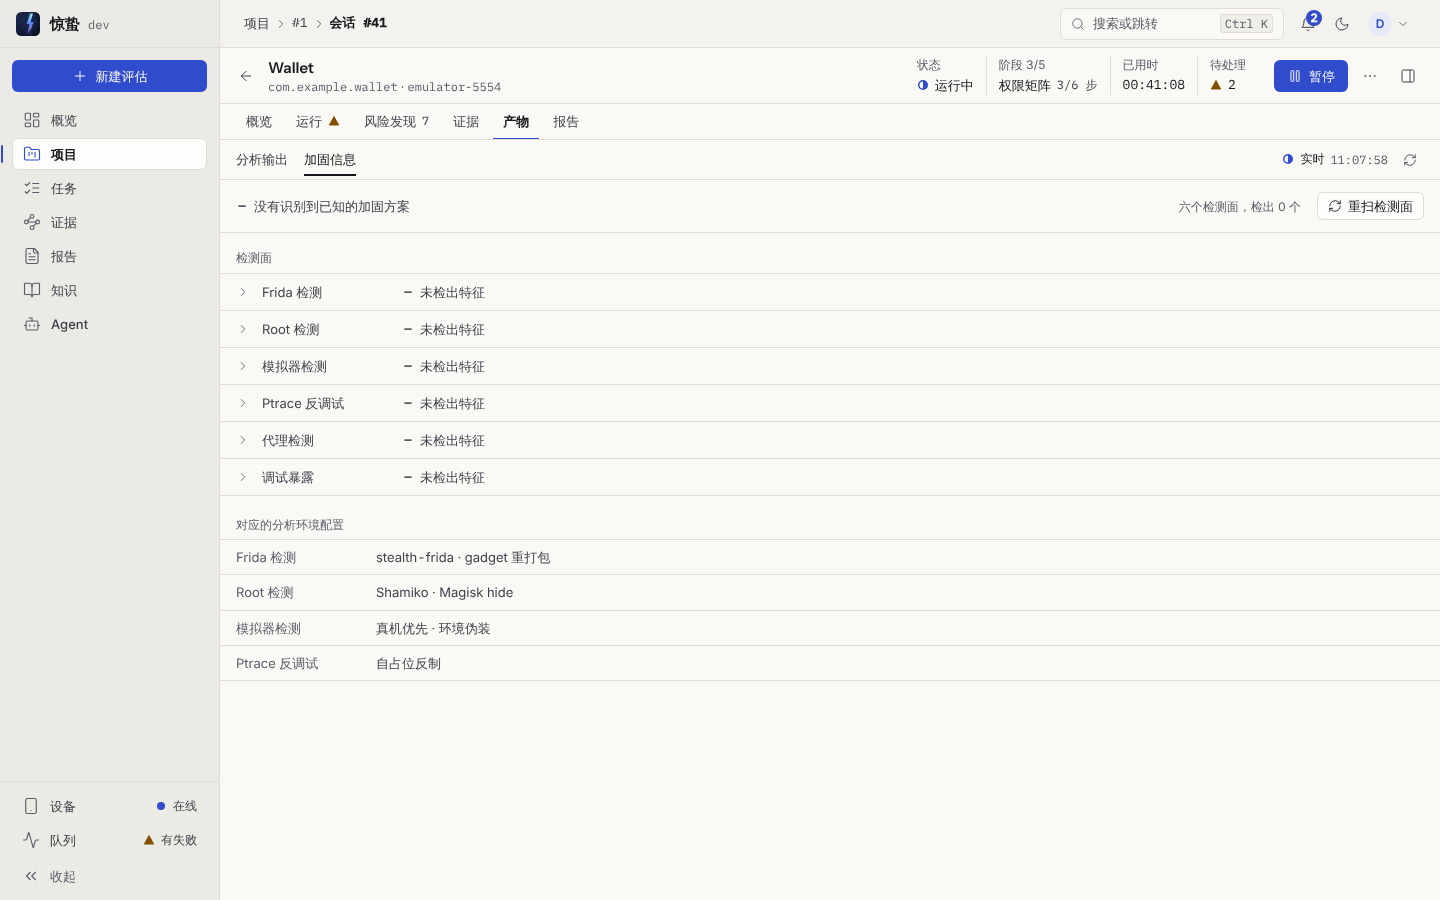 惊蛰 dev
项目 #1 会话 #41
搜索或跳转 Ctrl K
2
D
新建评估
概览
项目
任务
证据
报告
知识
Agent
设备 在线
队列 有失败
收起
Wallet
com.example.wallet · emulator-5554
状态
运行中
阶段 3/5
权限矩阵 3/6 步
已用时
00:41:08
待处理
2
暂停
概览 运行 风险发现 7 证据 产物 报告
分析输出 加固信息
实时 11:07:58
没有识别到已知的加固方案
六个检测面，检出 0 个
重扫检测面
检测面
Frida 检测 – 未检出特征
Root 检测 – 未检出特征
模拟器检测 – 未检出特征
Ptrace 反调试 – 未检出特征
代理检测 – 未检出特征
调试暴露 – 未检出特征
对应的分析环境配置
Frida 检测 stealth-frida · gadget 重打包
Root 检测 Shamiko · Magisk hide
模拟器检测 真机优先 · 环境伪装
Ptrace 反调试 自占位反制